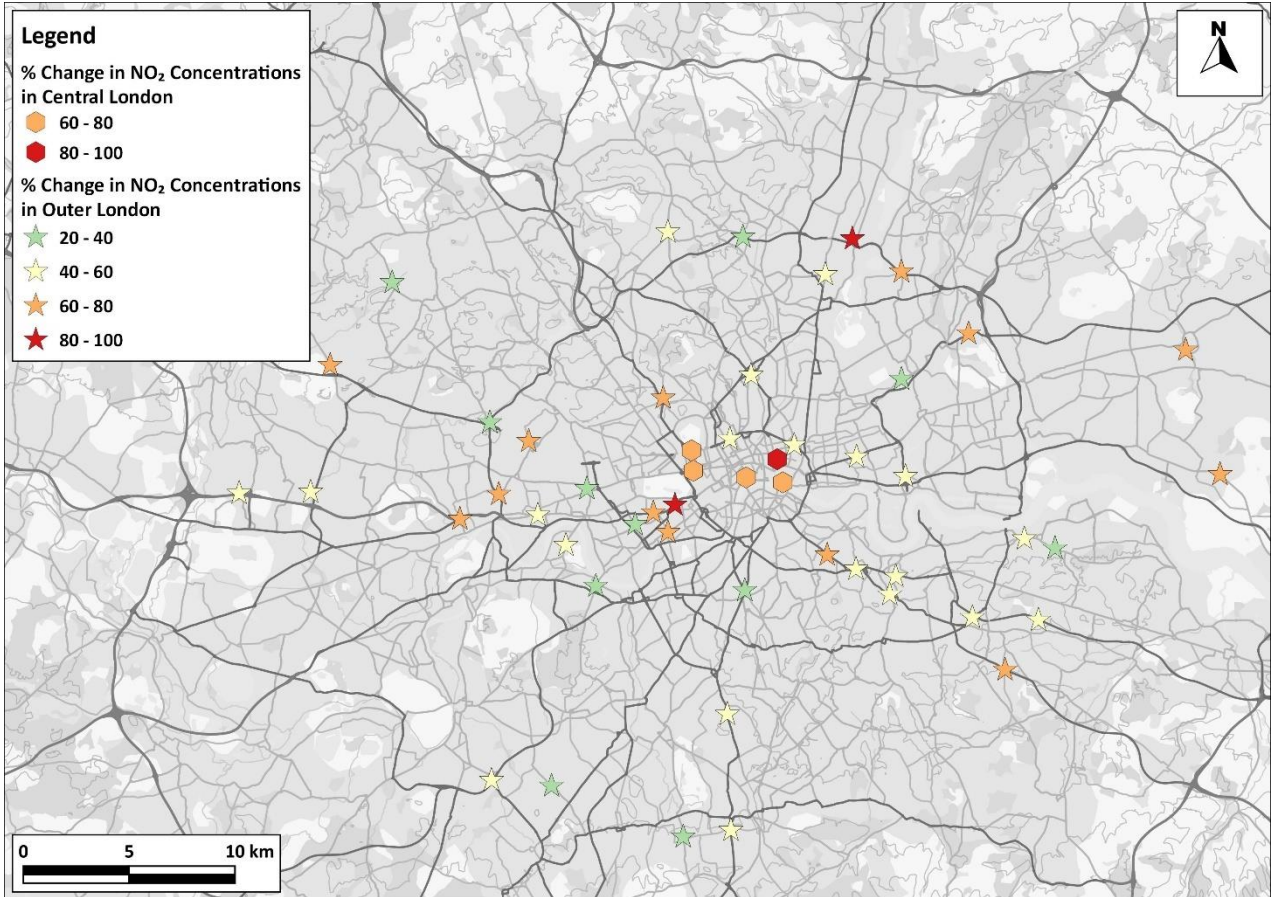 Legend
% Change in NO₂ Concentrations
in Central London
60 - 80
80 - 100
% Change in NO₂ Concentrations
in Outer London
20 - 40
40 - 60
60 - 80
80 - 100
N
0 5 10 km